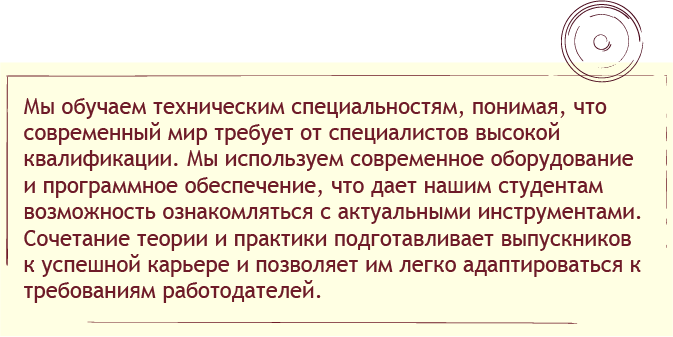 Мы обучаем техническим специальностям, понимая, что
современный мир требует от специалистов высокой
квалификации. Мы используем современное оборудование
и программное обеспечение, что дает нашим студентам
возможность ознакомляться с актуальными инструментами.
Сочетание теории и практики подготавливает выпускников
к успешной карьере и позволяет им легко адаптироваться к
требованиям работодателей.